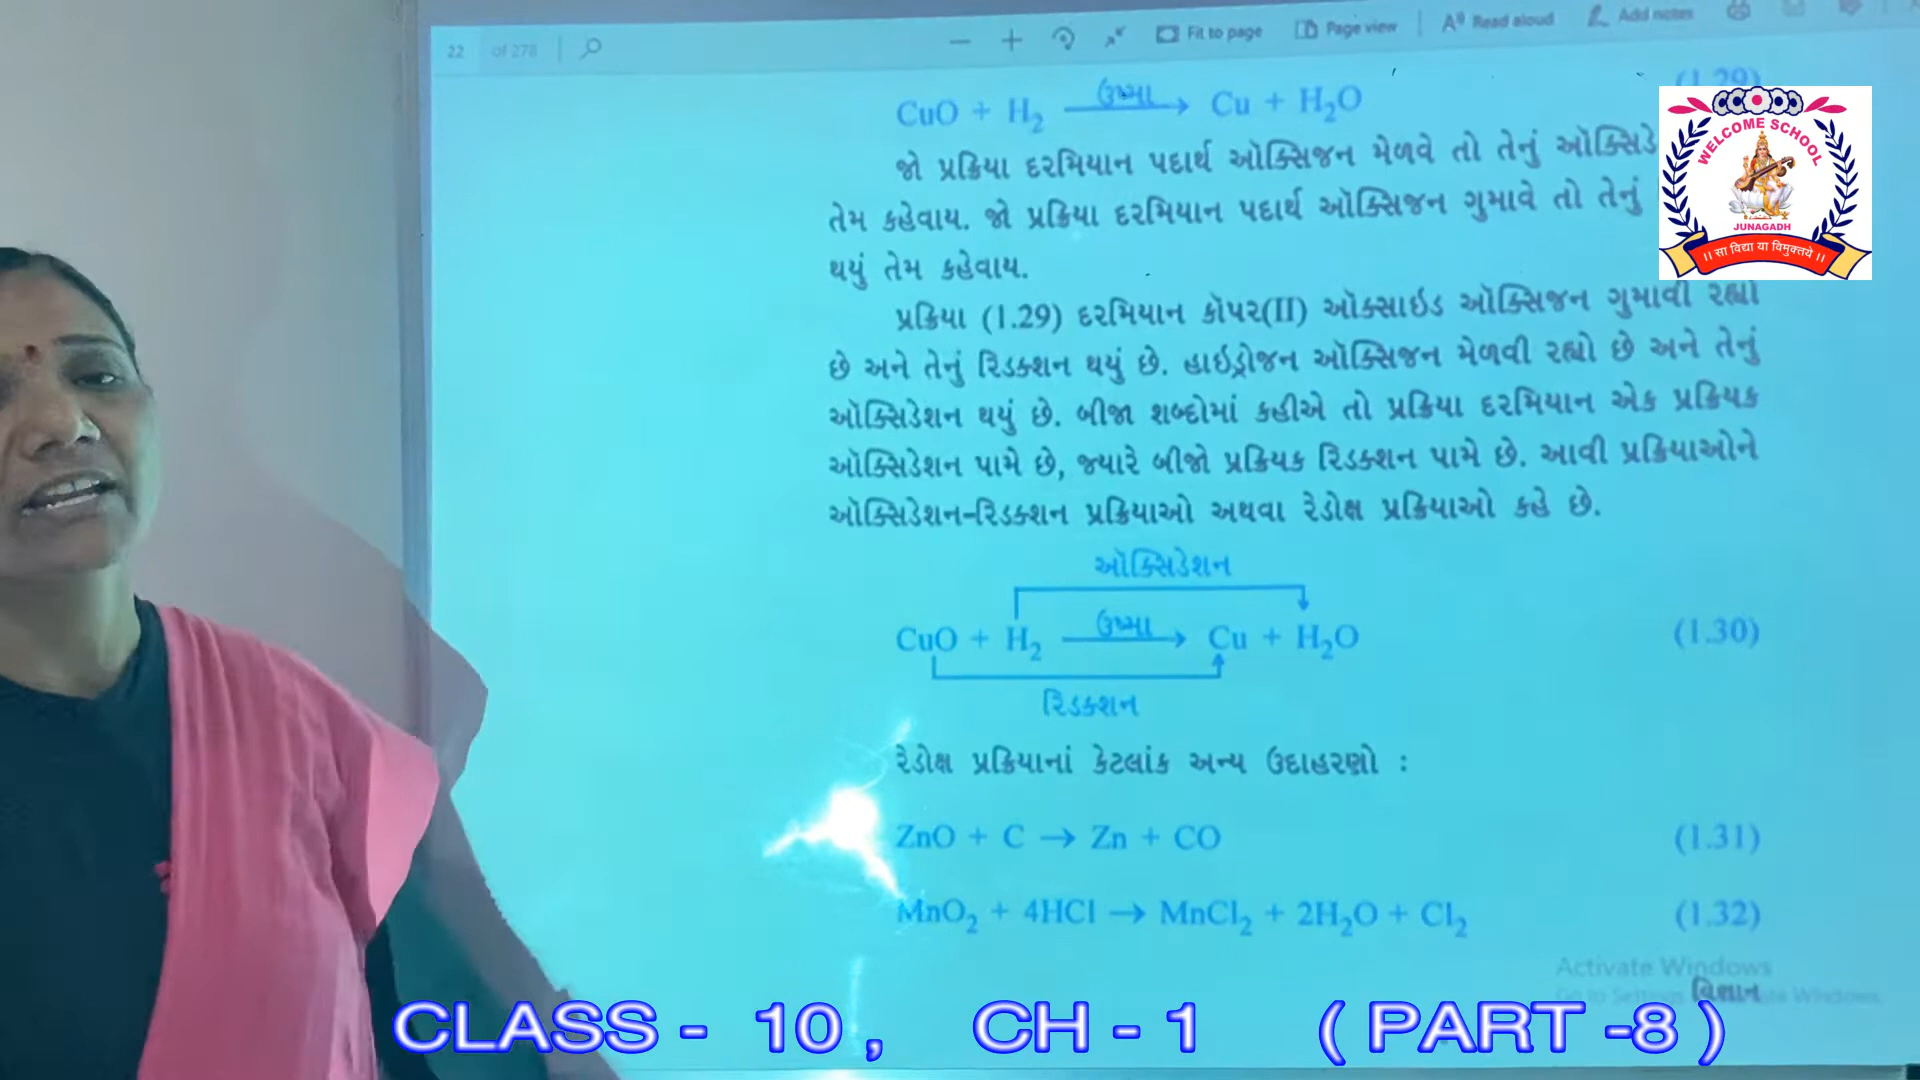 22 of 278 Fit to page Page view Read aloud Add notes
CuO + H₂ ઉષ્મા → Cu + H₂O (1.29)
જો પ્રક્રિયા દરમિયાન પદાર્થ ઑક્સિજન મેળવે તો તેનું ઑક્સિડે
તેમ કહેવાય. જો પ્રક્રિયા દરમિયાન પદાર્થ ઑક્સિજન ગુમાવે તો તેનું
થયું તેમ કહેવાય.
પ્રક્રિયા (1.29) દરમિયાન કૉપર(II) ઑક્સાઇડ ઑક્સિજન ગુમાવી રહ્યો
છે અને તેનું રિડક્શન થયું છે. હાઇડ્રોજન ઑક્સિજન મેળવી રહ્યો છે અને તેનું
ઑક્સિડેશન થયું છે. બીજા શબ્દોમાં કહીએ તો પ્રક્રિયા દરમિયાન એક પ્રક્રિયક
ઑક્સિડેશન પામે છે, જ્યારે બીજો પ્રક્રિયક રિડક્શન પામે છે. આવી પ્રક્રિયાઓને
ઑક્સિડેશન-રિડક્શન પ્રક્રિયાઓ અથવા રેડોક્ષ પ્રક્રિયાઓ કહે છે.
ઑક્સિડેશન
CuO + H₂ ઉષ્મા → Cu + H₂O (1.30)
રિડક્શન
રેડોક્ષ પ્રક્રિયાનાં કેટલાંક અન્ય ઉદાહરણો :
ZnO + C → Zn + CO (1.31)
MnO₂ + 4HCl → MnCl₂ + 2H₂O + Cl₂ (1.32)
Activate Windows
Go to Settings વિજ્ઞાન Windows
WELCOME SCHOOL
JUNAGADH
।। सा विद्या या विमुक्तये ।।
CLASS - 10 , CH - 1 ( PART -8 )